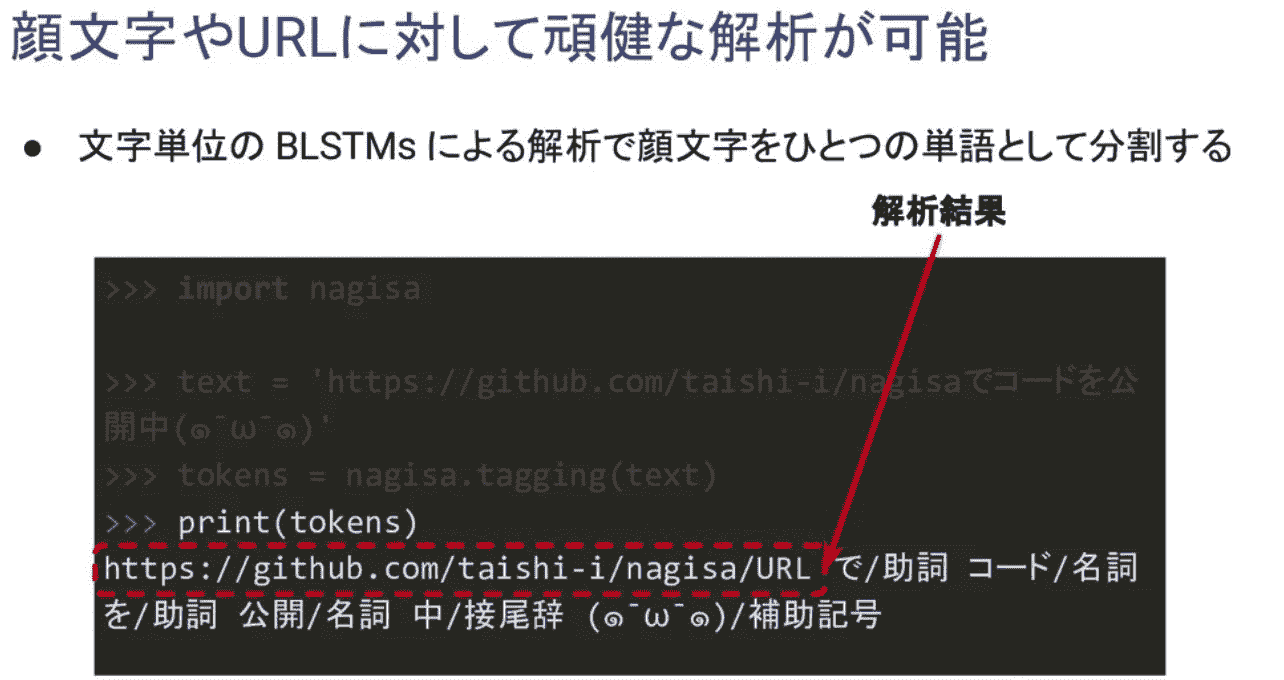 顔文字やURLに対して頑健な解析が可能
● 文字単位の BLSTMs による解析で顔文字をひとつの単語として分割する
解析結果
>>> import nagisa
>>> text = 'https://github.com/taishi-i/nagisaでコードを公
開中(๑¯ω¯๑)'
>>> tokens = nagisa.tagging(text)
>>> print(tokens)
https://github.com/taishi-i/nagisa/URL で/助詞 コード/名詞
を/助詞 公開/名詞 中/接尾辞 (๑¯ω¯๑)/補助記号